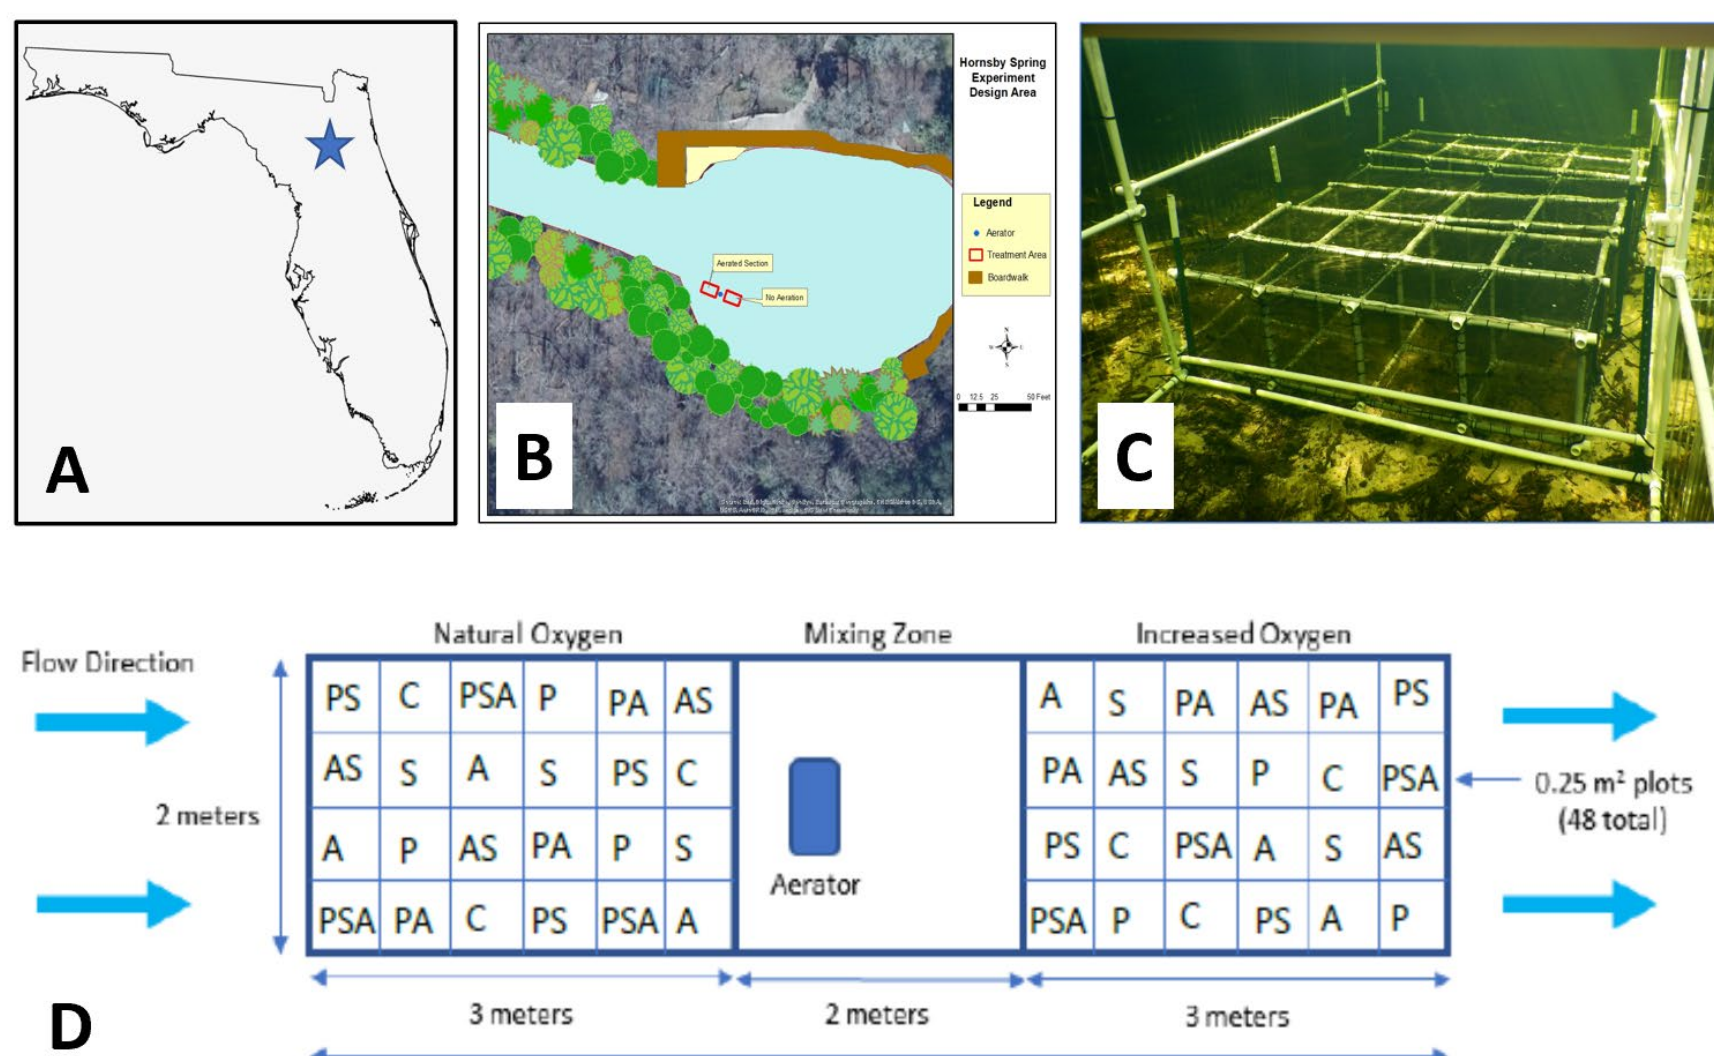 A
Hornsby Spring
Experiment
Design Area
Legend
Aerator
Treatment Area
Boardwalk
Aerated Section
No Aeration
N
0 12.5 25 50 Feet
B
C
Natural Oxygen Mixing Zone Increased Oxygen
Flow Direction
PS C PSA P PA AS A S PA AS PA PS
AS S A S PS C PA AS S P C PSA
0.25 m² plots
(48 total)
2 meters
A P AS PA P S PS C PSA A S AS
Aerator
PSA PA C PS PSA A PSA P C PS A P
3 meters 2 meters 3 meters
D